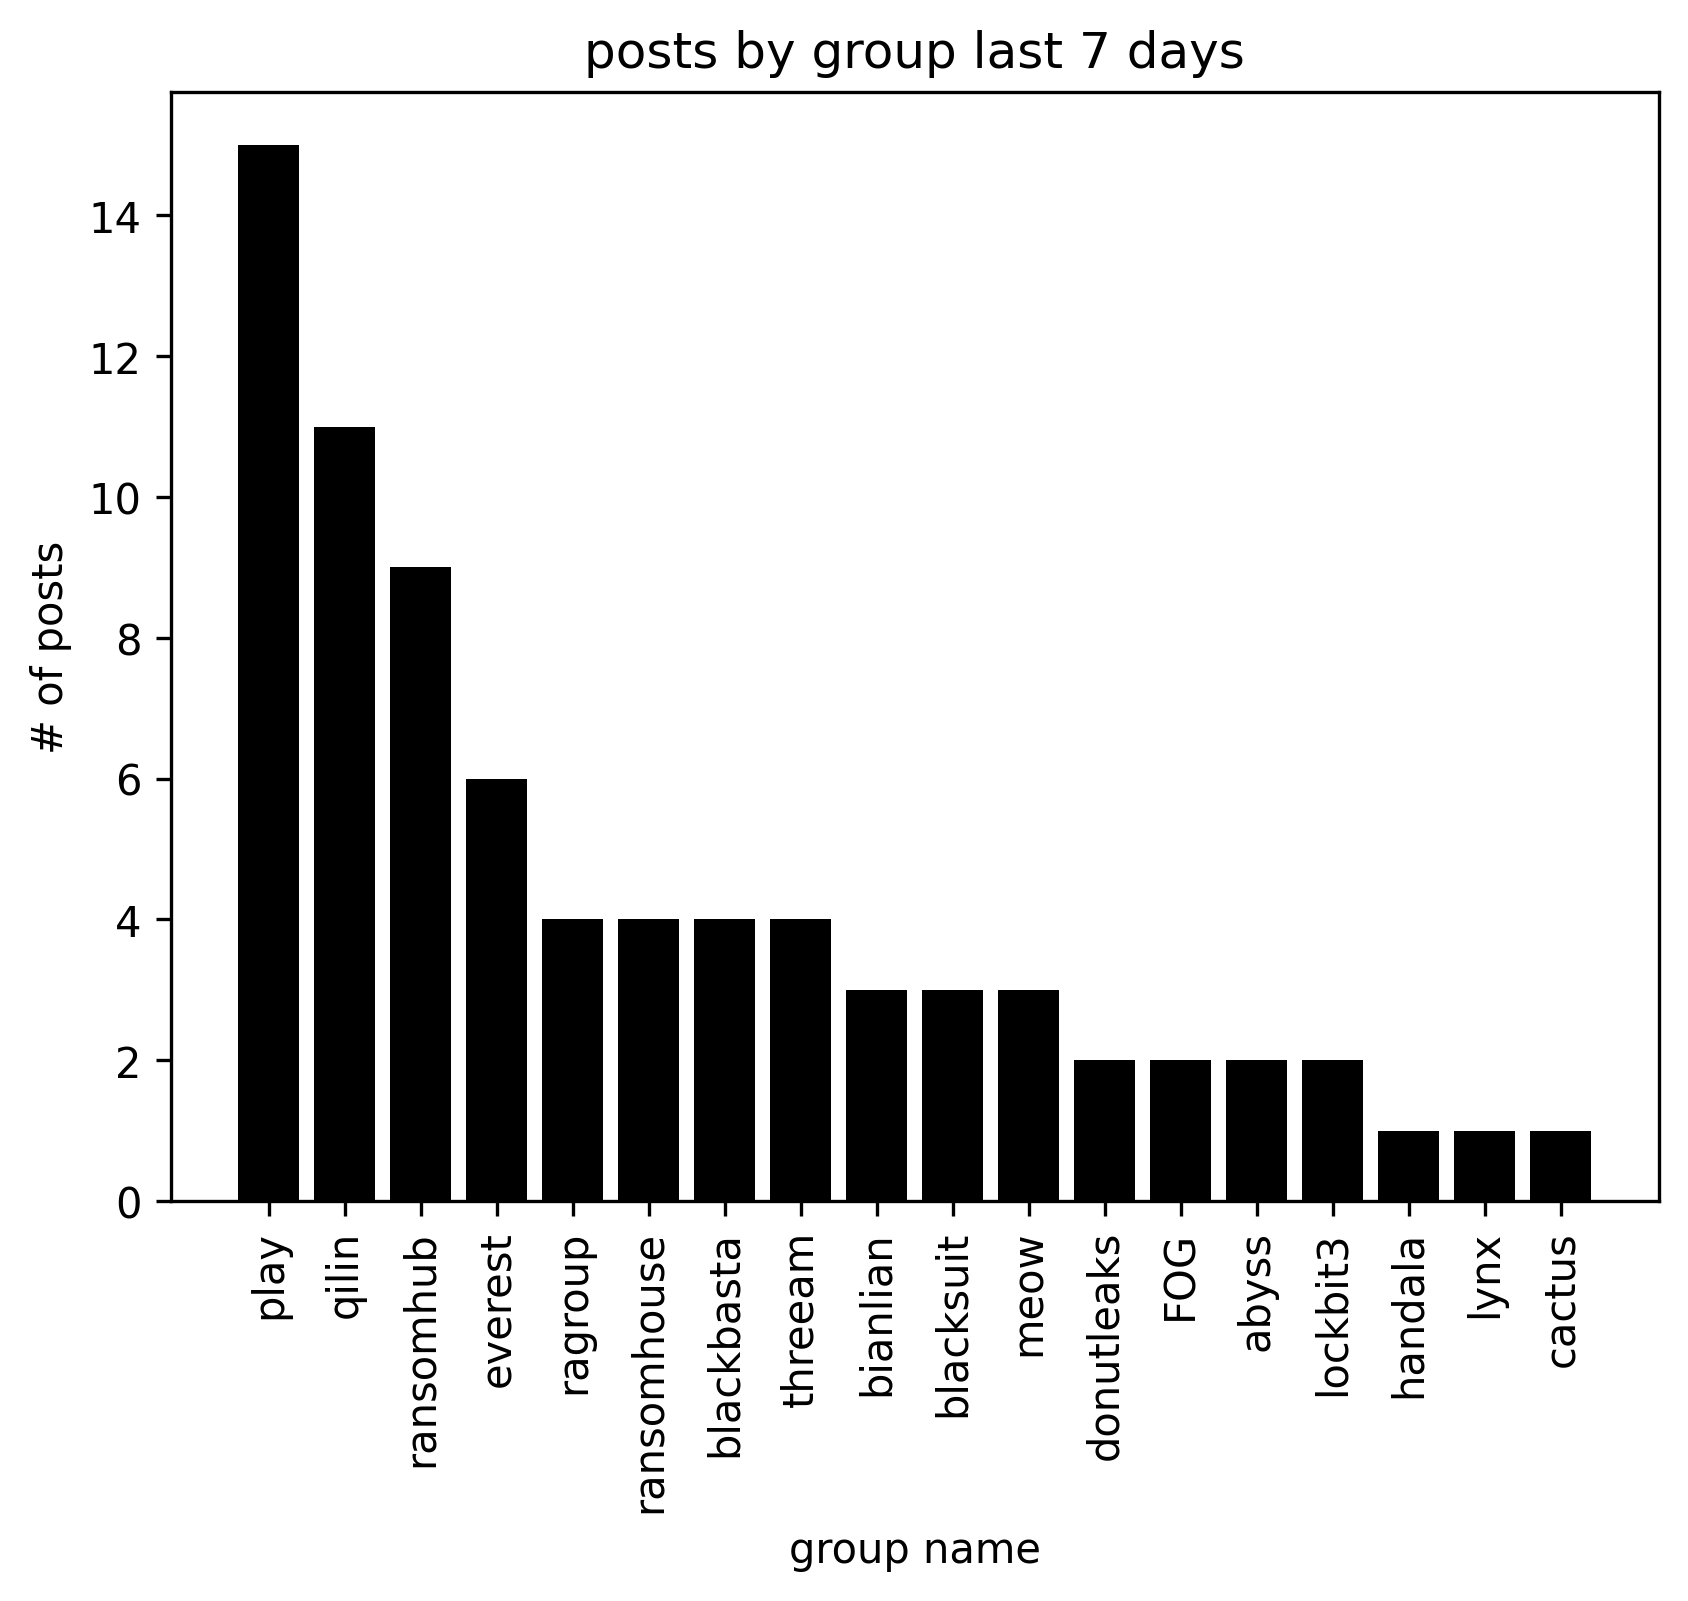 posts by group last 7 days
# of posts
14
12
10
8
6
4
2
0
play
qilin
ransomhub
everest
ragroup
ransomhouse
blackbasta
threeam
bianlian
blacksuit
meow
donutleaks
FOG
abyss
lockbit3
handala
lynx
cactus
group name